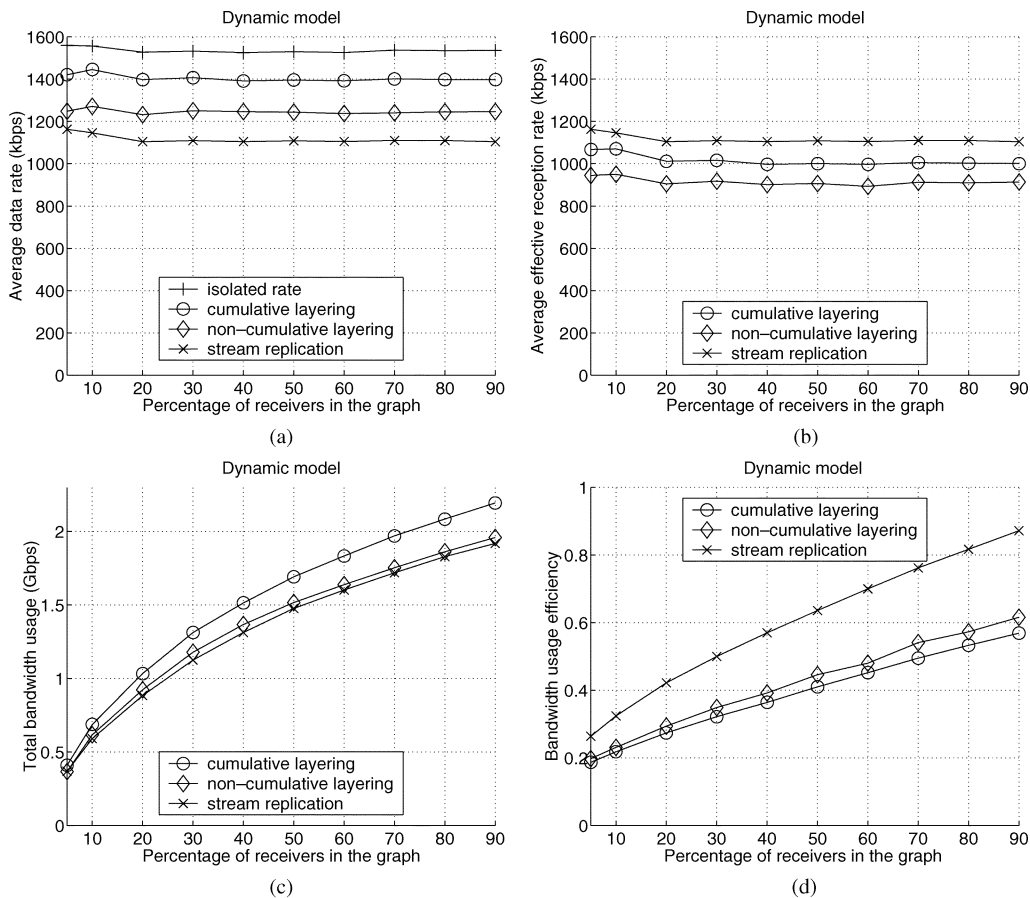 Dynamic model
1600
1400
1200
1000
800
600
400
200
0
Average data rate (kbps)
isolated rate
cumulative layering
non–cumulative layering
stream replication
10 20 30 40 50 60 70 80 90
Percentage of receivers in the graph
(a)
Dynamic model
1600
1400
1200
1000
800
600
400
200
0
Average effective reception rate (kbps)
cumulative layering
non–cumulative layering
stream replication
10 20 30 40 50 60 70 80 90
Percentage of receivers in the graph
(b)
Dynamic model
2
1.5
1
0.5
0
Total bandwidth usage (Gbps)
cumulative layering
non–cumulative layering
stream replication
10 20 30 40 50 60 70 80 90
Percentage of receivers in the graph
(c)
Dynamic model
1
0.8
0.6
0.4
0.2
0
Bandwidth usage efficiency
cumulative layering
non–cumulative layering
stream replication
10 20 30 40 50 60 70 80 90
Percentage of receivers in the graph
(d)